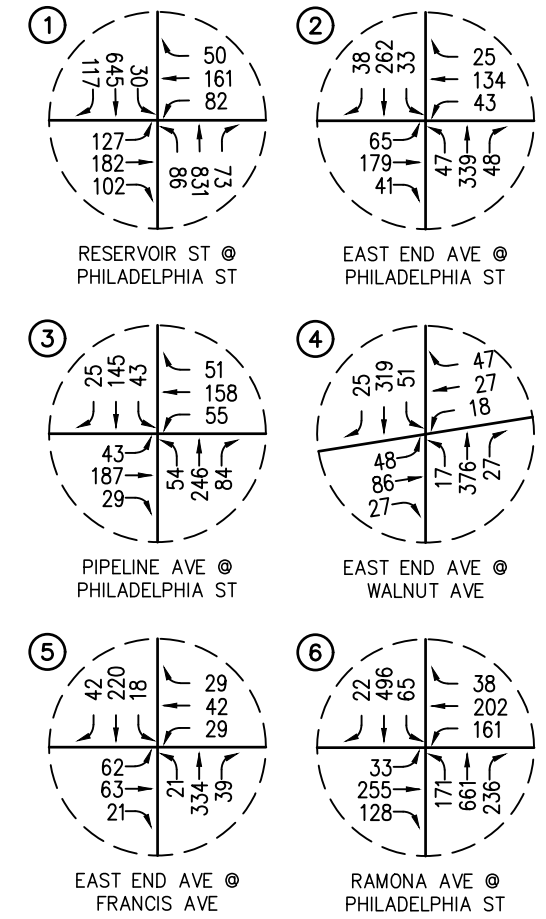 1
117 645 30
50
161
82
127
182
102
86 831 73
RESERVOIR ST @
PHILADELPHIA ST
2
38 262 33
25
134
43
65
179
41
47 339 48
EAST END AVE @
PHILADELPHIA ST
3
25 145 43
51
158
55
43
187
29
54 246 84
PIPELINE AVE @
PHILADELPHIA ST
4
25 319 51
47
27
18
48
86
27
17 376 27
EAST END AVE @
WALNUT AVE
5
42 220 18
29
42
29
62
63
21
21 334 39
EAST END AVE @
FRANCIS AVE
6
22 496 65
38
202
161
33
255
128
171 661 236
RAMONA AVE @
PHILADELPHIA ST